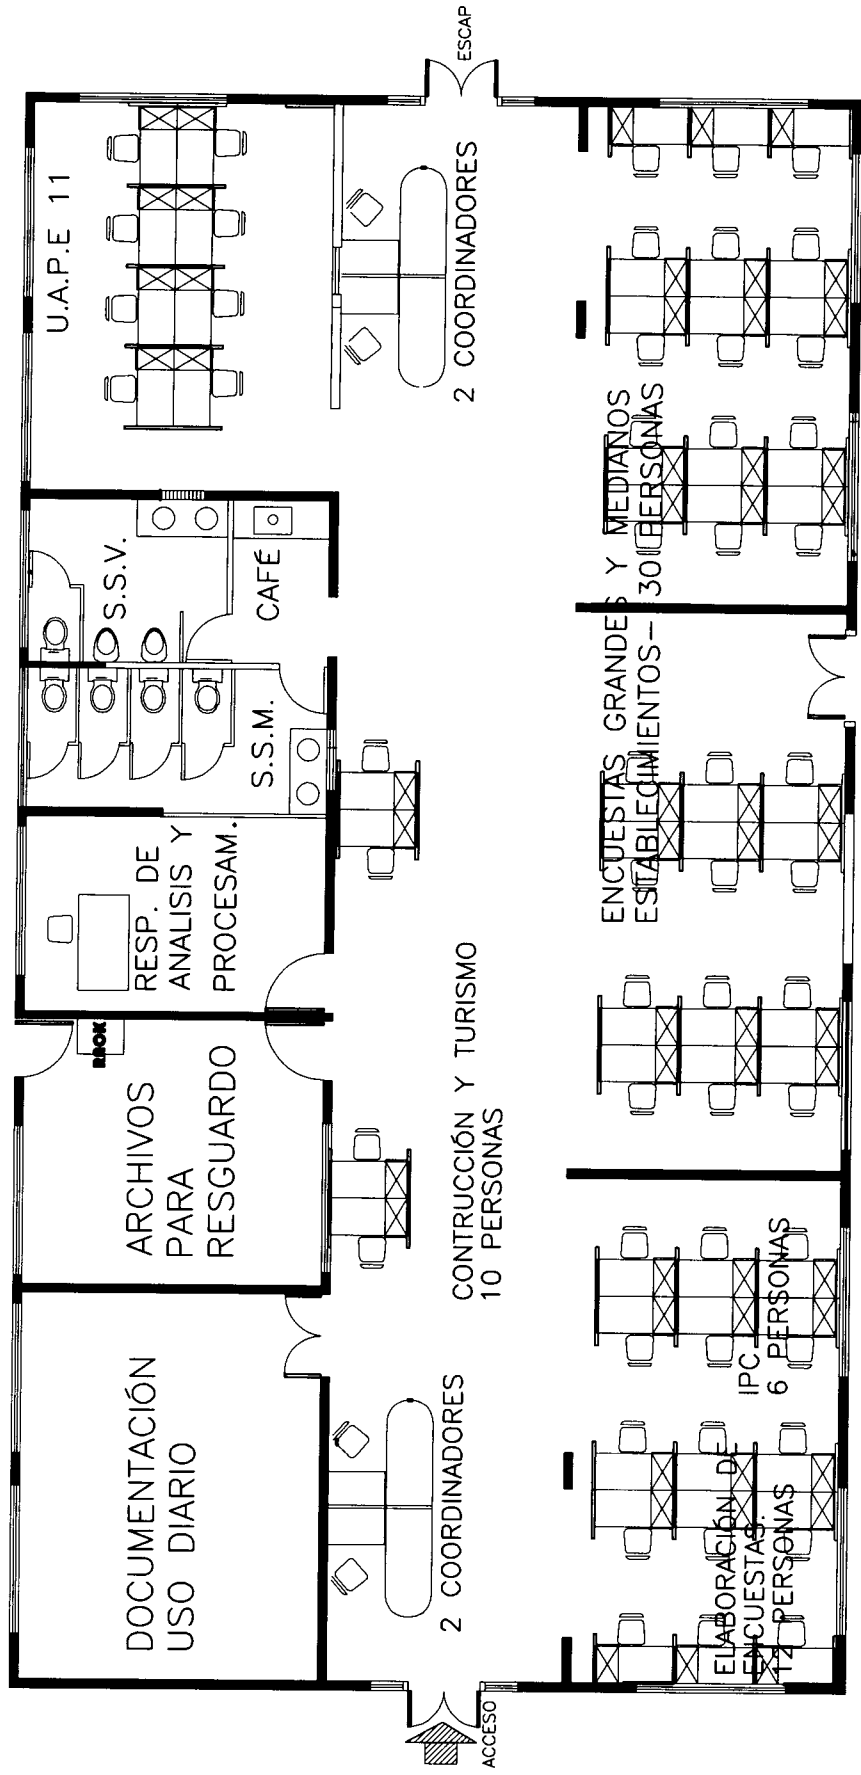 DOCUMENTACIÓN
USO DIARIO
ARCHIVOS
PARA
RESGUARDO
RACK
RESP. DE
ANALISIS Y
PROCESAM.
S.S.M.
S.S.V.
CAFÉ
U.A.P.E 11
ACCESO
2 COORDINADORES
CONTRUCCIÓN Y TURISMO
10 PERSONAS
2 COORDINADORES
ESCAP
ELABORACIÓN DE
ENCUESTAS.
12 PERSONAS
IPC
6 PERSONAS
ENCUESTAS GRANDES Y MEDIANOS
ESTABLECIMIENTOS- 30 PERSONAS